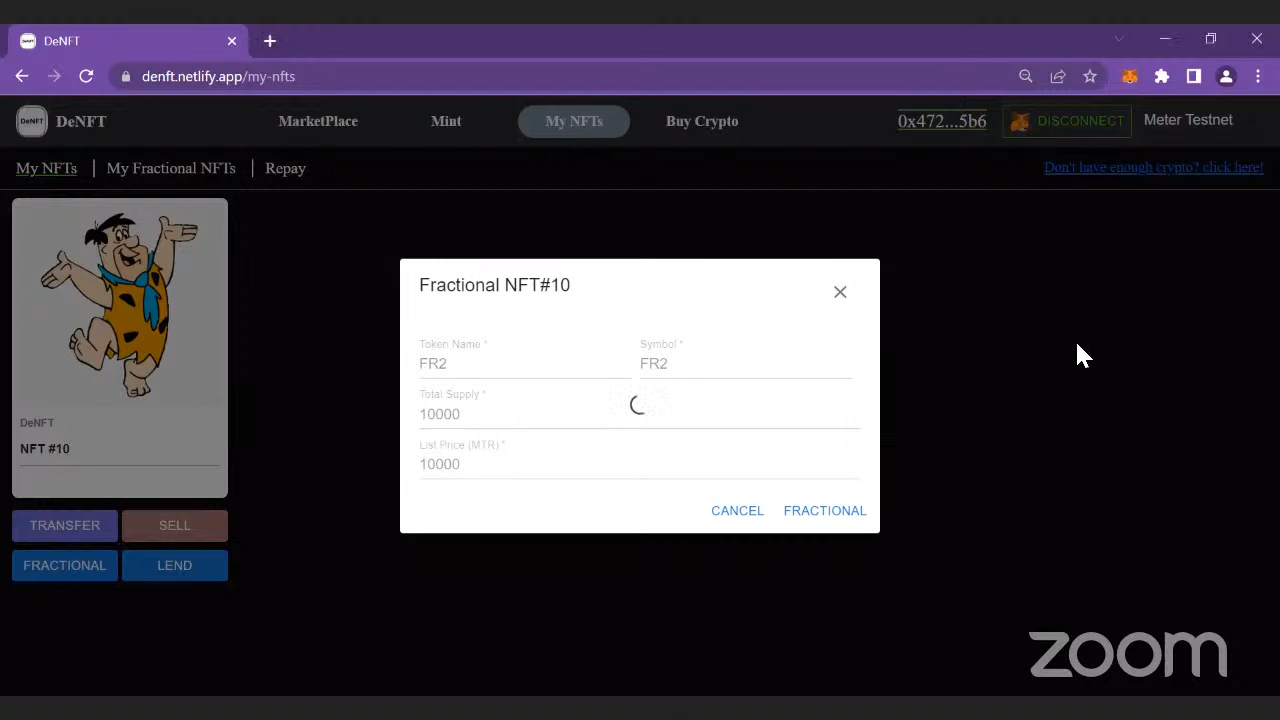 DeNFT
denft.netlify.app/my-nfts
DeNFT DeNFT MarketPlace Mint My NFTs Buy Crypto 0x472...5b6 DISCONNECT Meter Testnet
My NFTs | My Fractional NFTs | Repay Don't have enough crypto? click here!
Fractional NFT#10
Token Name * Symbol *
FR2 FR2
Total Supply *
10000
List Price (MTR) *
10000
CANCEL FRACTIONAL
DeNFT
NFT #10
TRANSFER SELL
FRACTIONAL LEND
zoom